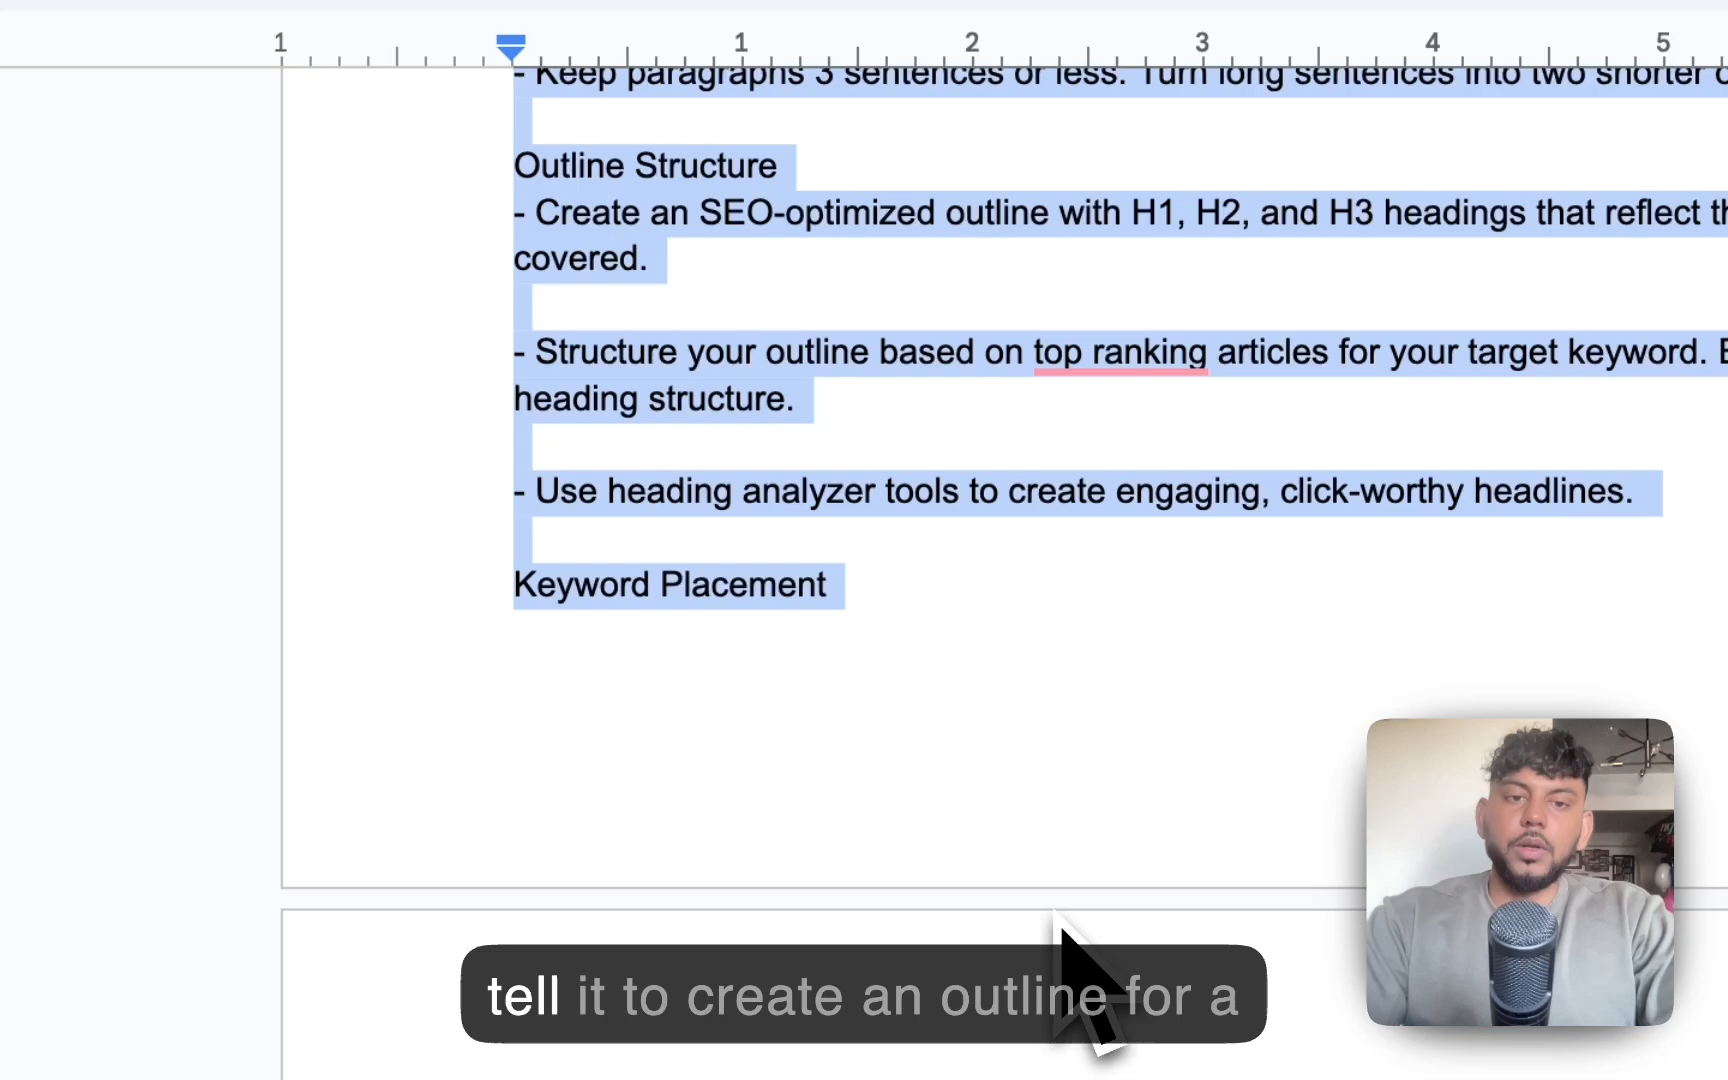 1 1 2 3 4 5
- Keep paragraphs 3 sentences or less. Turn long sentences into two shorter
Outline Structure
- Create an SEO-optimized outline with H1, H2, and H3 headings that reflect
covered.
- Structure your outline based on top ranking articles for your target keyword.
heading structure.
- Use heading analyzer tools to create engaging, click-worthy headlines.
Keyword Placement
tell it to create an outline for a